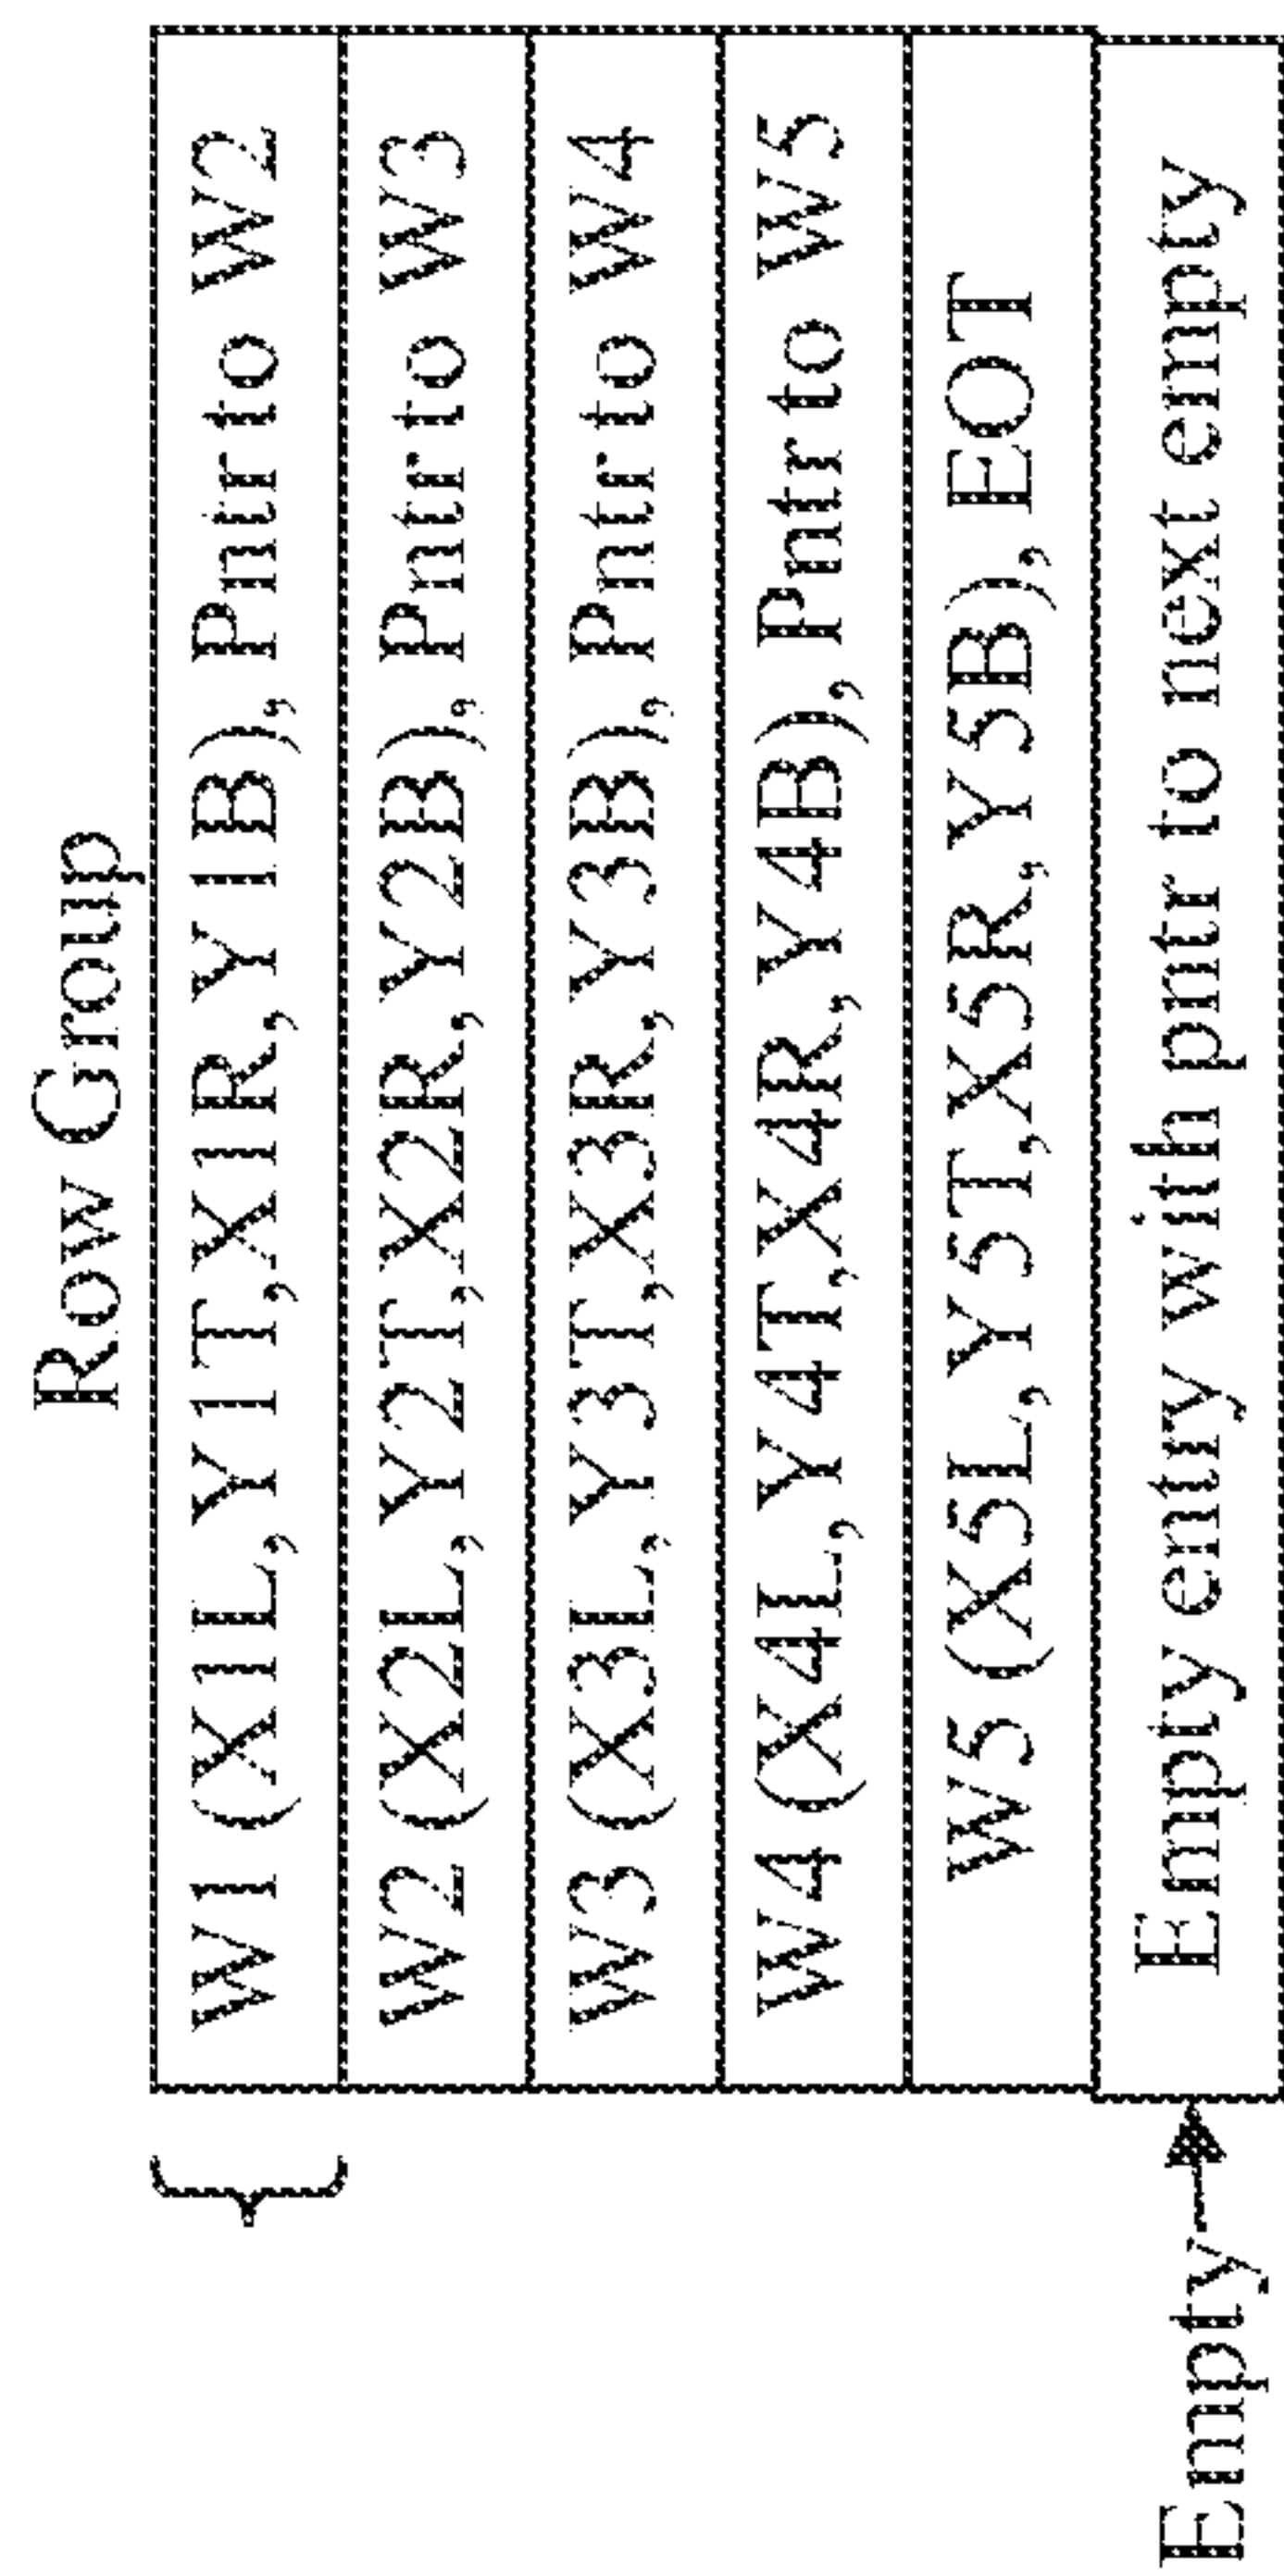 Row Group
W1 (X1L,Y1T,X1R,Y1B), Pntr to W2
W2 (X2L,Y2T,X2R,Y2B), Pntr to W3
W3 (X3L,Y3T,X3R,Y3B), Pntr to W4
W4 (X4L,Y4T,X4R,Y4B), Pntr to W5
W5 (X5L,Y5T,X5R,Y5B), EOT
Empty Empty entry with pntr to next empty